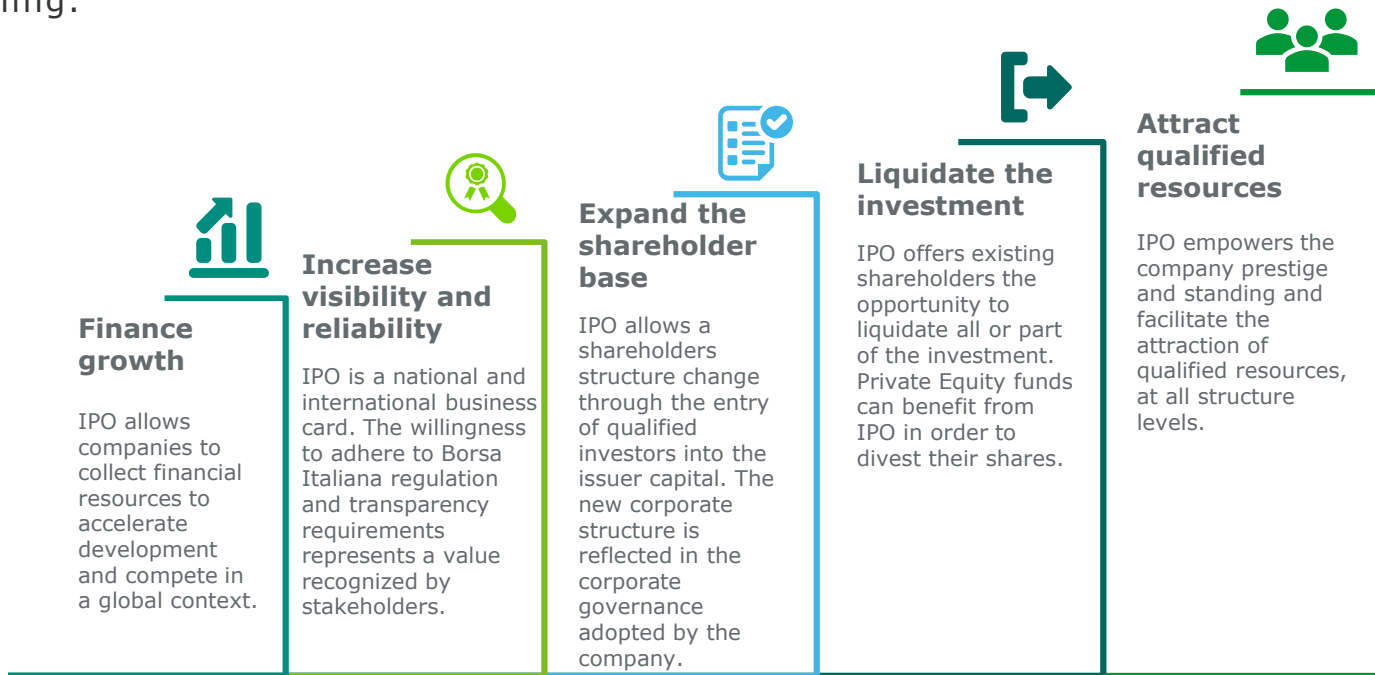 Finance
growth
IPO allows
companies to
collect financial
resources to
accelerate
development
and compete in
a global context.
Increase
visibility and
reliability
IPO is a national and
international business
card. The willingness
to adhere to Borsa
Italiana regulation
and transparency
requirements
represents a value
recognized by
stakeholders.
Expand the
shareholder
base
IPO allows a
shareholders
structure change
through the entry
of qualified
investors into the
issuer capital. The
new corporate
structure is
reflected in the
corporate
governance
adopted by the
company.
Liquidate the
investment
IPO offers existing
shareholders the
opportunity to
liquidate all or part
of the investment.
Private Equity funds
can benefit from
IPO in order to
divest their shares.
Attract
qualified
resources
IPO empowers the
company prestige
and standing and
facilitate the
attraction of
qualified resources,
at all structure
levels.